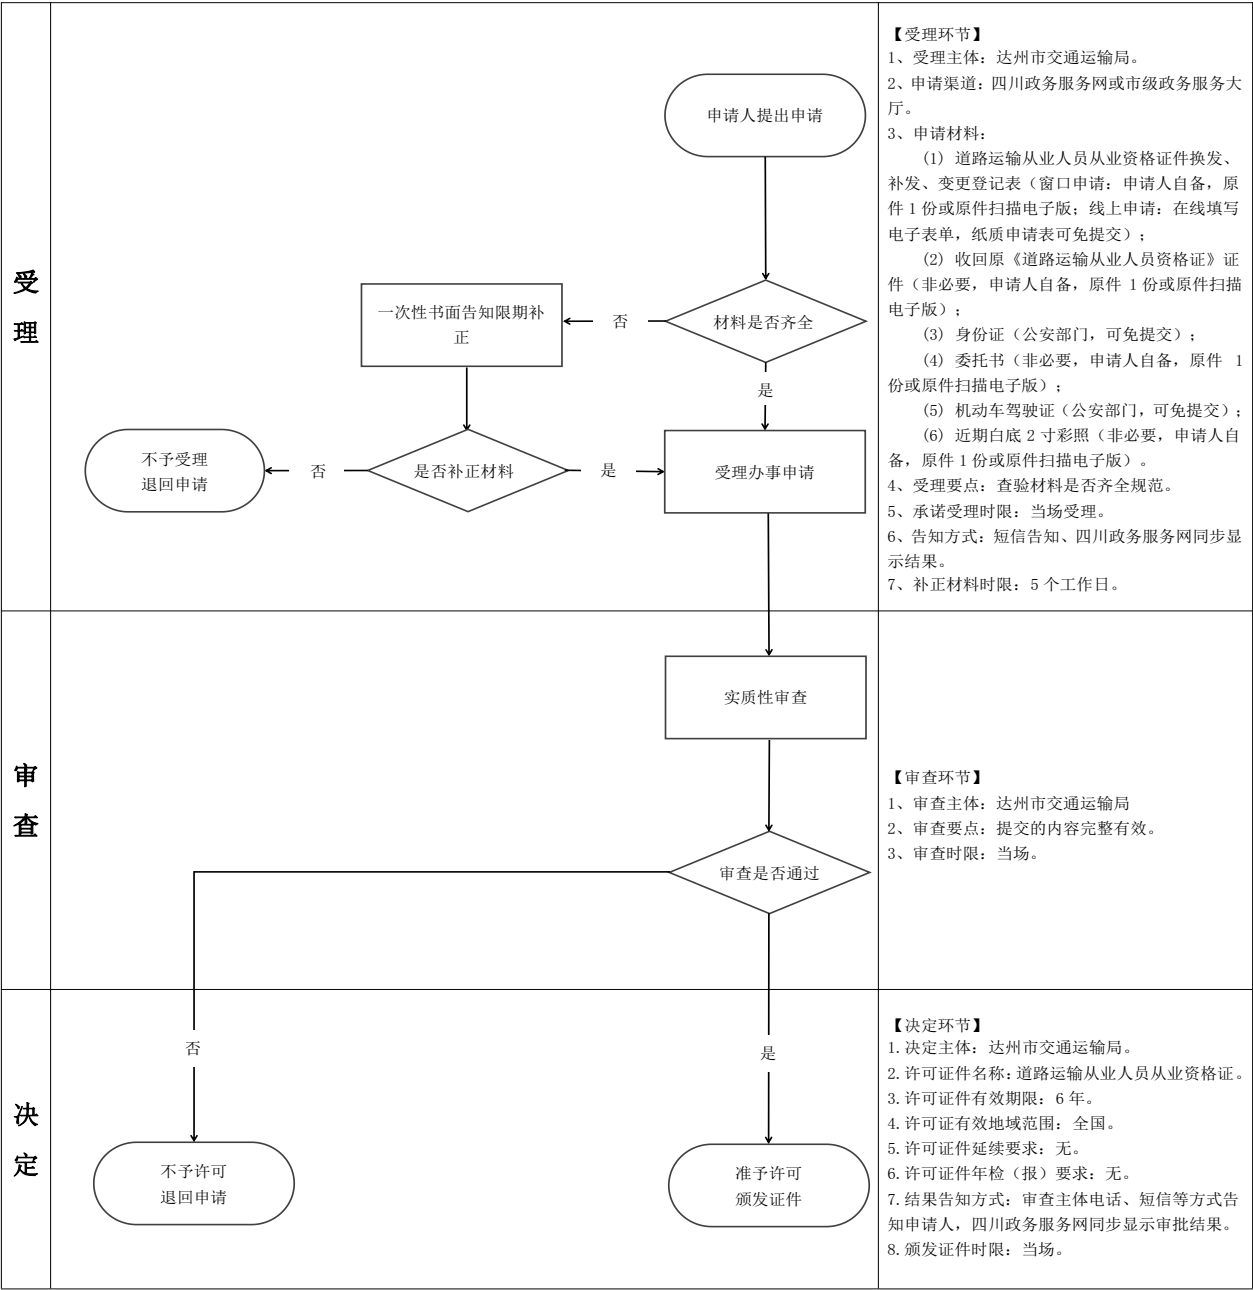 受
理
申请人提出申请
材料是否齐全
否
一次性书面告知限期补
正
是
不予受理
退回申请
否
是否补正材料
是
受理办事申请
【受理环节】
1、受理主体：达州市交通运输局。
2、申请渠道：四川政务服务网或市级政务服务大
厅。
3、申请材料：
(1) 道路运输从业人员从业资格证件换发、
补发、变更登记表（窗口申请：申请人自备，原
件 1 份或原件扫描电子版；线上申请：在线填写
电子表单，纸质申请表可免提交）；
(2) 收回原《道路运输从业人员资格证》证
件（非必要，申请人自备，原件 1 份或原件扫描
电子版）；
(3) 身份证（公安部门，可免提交）；
(4) 委托书（非必要，申请人自备，原件 1
份或原件扫描电子版）；
(5) 机动车驾驶证（公安部门，可免提交）；
(6) 近期白底 2 寸彩照（非必要，申请人自
备，原件 1 份或原件扫描电子版）。
4、受理要点：查验材料是否齐全规范。
5、承诺受理时限：当场受理。
6、告知方式：短信告知、四川政务服务网同步显
示结果。
7、补正材料时限：5 个工作日。
审
查
实质性审查
审查是否通过
【审查环节】
1、审查主体：达州市交通运输局
2、审查要点：提交的内容完整有效。
3、审查时限：当场。
决
定
否
是
不予许可
退回申请
准予许可
颁发证件
【决定环节】
1.决定主体：达州市交通运输局。
2.许可证件名称：道路运输从业人员从业资格证。
3.许可证件有效期限：6 年。
4.许可证有效地域范围：全国。
5.许可证件延续要求：无。
6.许可证件年检（报）要求：无。
7.结果告知方式：审查主体电话、短信等方式告
知申请人，四川政务服务网同步显示审批结果。
8.颁发证件时限：当场。